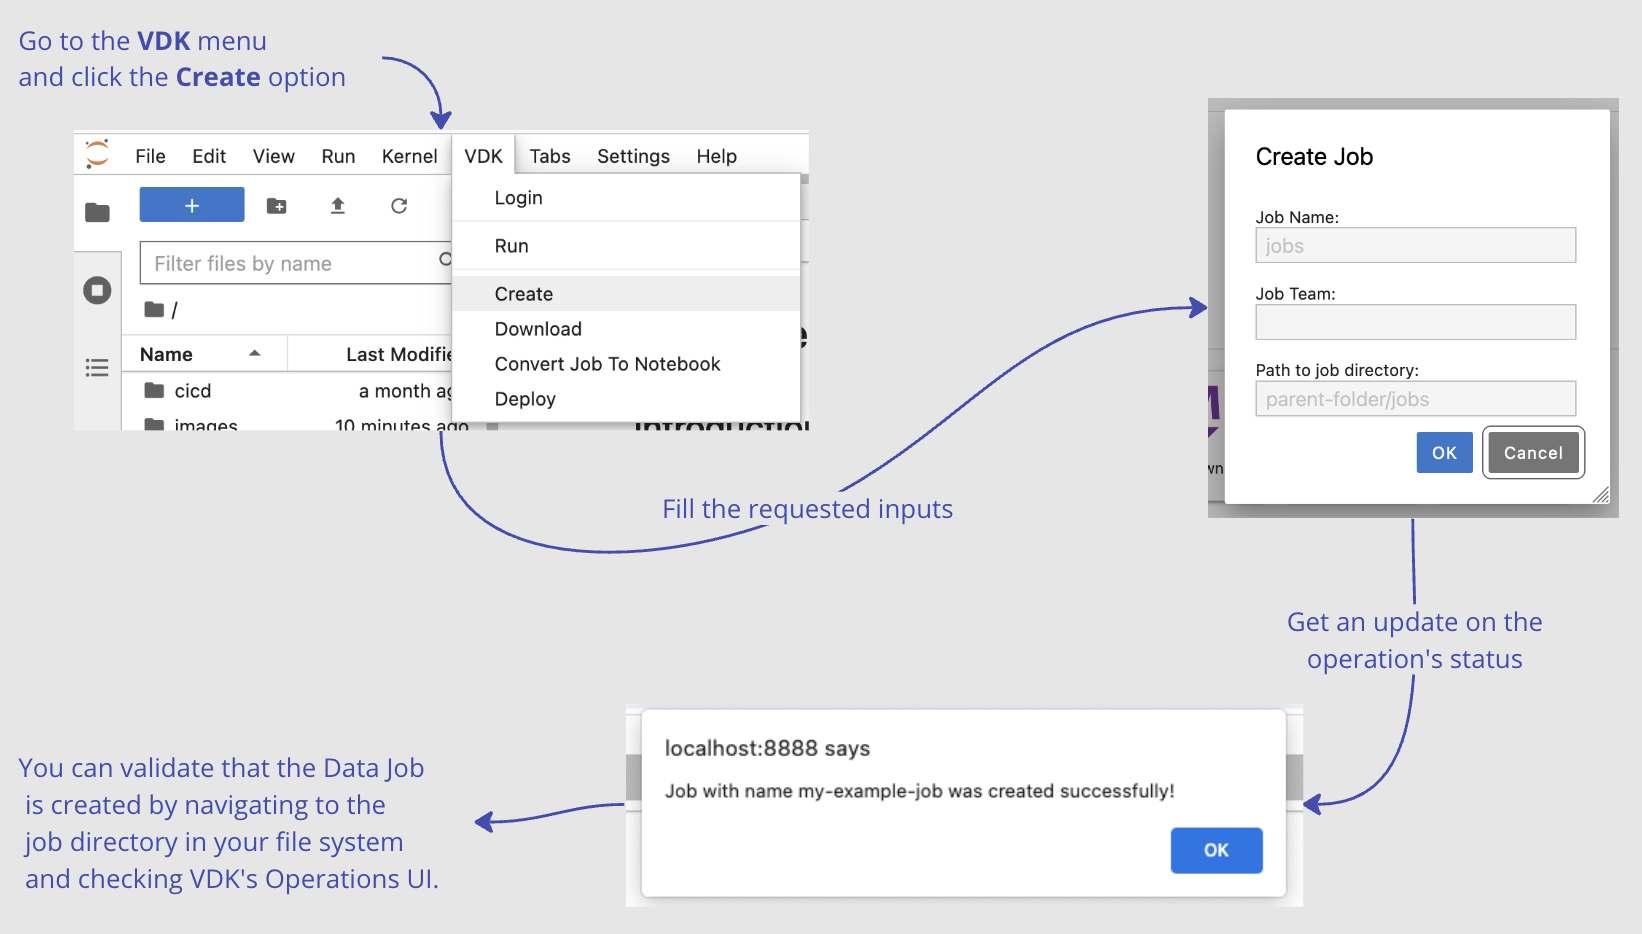 Go to the VDK menu
and click the Create option
File Edit View Run Kernel VDK Tabs Settings Help
+
Login
Run
Filter files by name
/
Create
Download
Name Last Modifie
Convert Job To Notebook
cicd a month ag
Deploy
images 10 minutes ago
Introduction
Fill the requested inputs
Create Job
Job Name:
jobs
Job Team:
Path to job directory:
parent-folder/jobs
OK Cancel
Get an update on the
operation's status
localhost:8888 says
Job with name my-example-job was created successfully!
OK
You can validate that the Data Job
is created by navigating to the
job directory in your file system
and checking VDK's Operations UI.